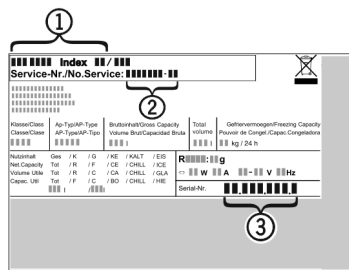 1
Index /
Service-Nr./No.Service: -
2
Klasse/Class Ap-Typ/AP-Type Bruttoinhalt/Gross Capacity Total Gefriervermoegen/Freezing Capacity
Classe/Clase AP-Type/AP-Tipo Volume Brut/Capacidad Bruta volume Pouvoir de Congel./Capac.Congeladora
l l kg / 24 h
Nutzinhalt Ges / K / G / KE / KALT / EIS
Net.Capacity Tot / R / F / CE / CHILL / ICE
Volume Utile Tot / R / C / CA / CHILL / GLA
Capac. Util Tot / F / C / BO / CHILL / HIE
l / l
R : g
W A - V Hz
Serial-Nr. . . .
3